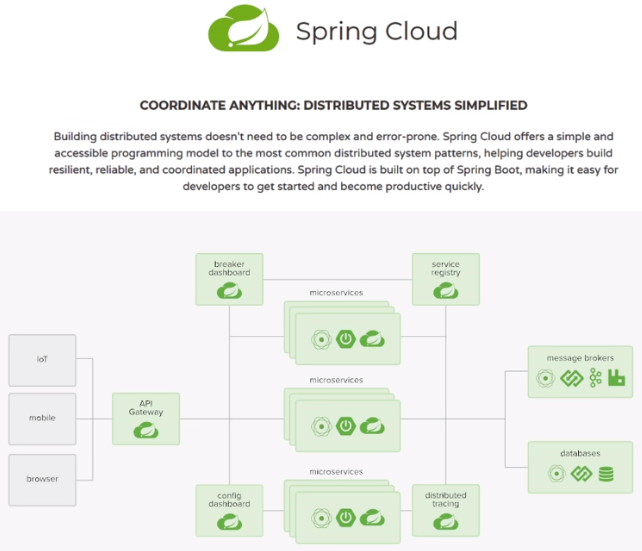 Spring Cloud
COORDINATE ANYTHING: DISTRIBUTED SYSTEMS SIMPLIFIED
Building distributed systems doesn't need to be complex and error-prone. Spring Cloud offers a simple and
accessible programming model to the most common distributed system patterns, helping developers build
resilient, reliable, and coordinated applications. Spring Cloud is built on top of Spring Boot, making it easy for
developers to get started and become productive quickly.
breaker
dashboard
service
registry
microservices
IoT
message brokers
API
Gateway
mobile
microservices
databases
browser
microservices
config
dashboard
distributed
tracing